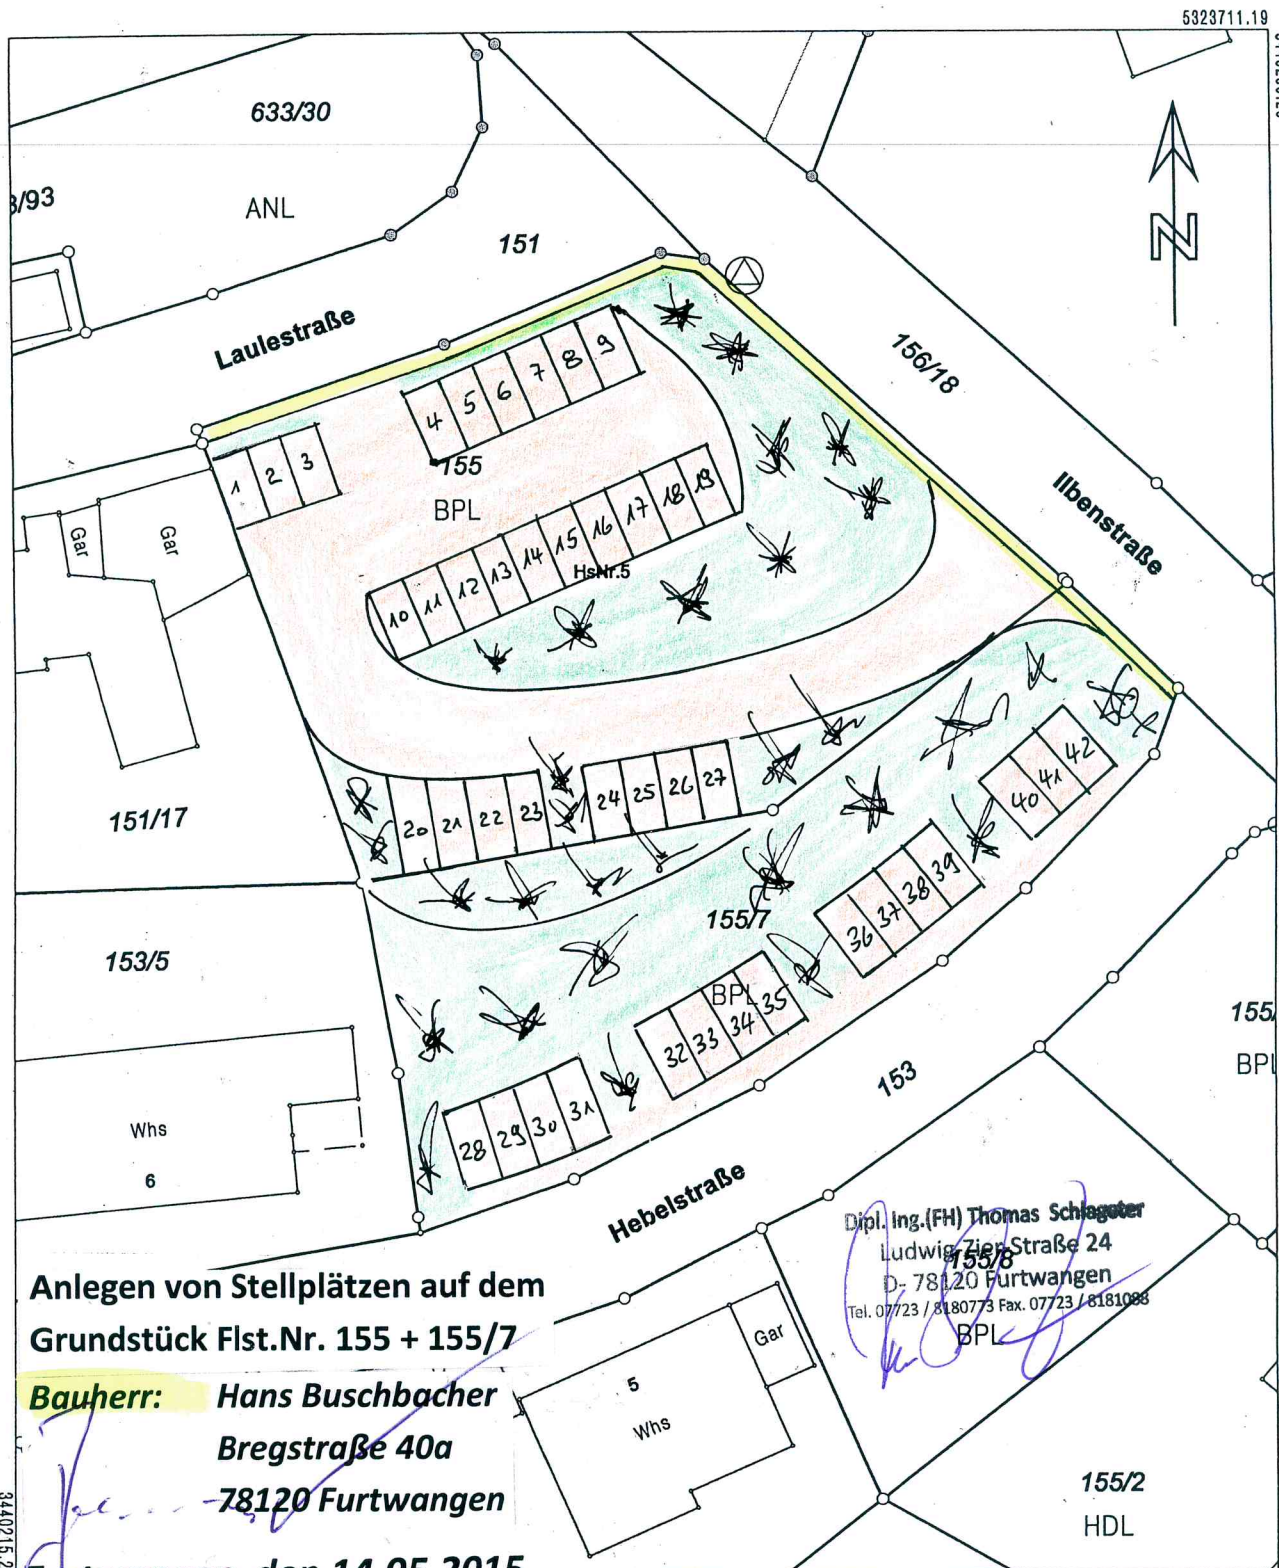 5323711.19
633/30
ANL
151
Laulestraße
N
156/18
Ilbenstraße
1 2 3
4 5 6 7 8 9
155
BPL
10 11 12 13 14 15 16 17 18 19
HsNr.5
Gar
Gar
151/17
20 21 22 23 24 25 26 27
153/5
155/7
BPL
28 29 30 31
32 33 34 35
36 37 38 39
40 41 42
Whs
6
153
Hebelstraße
BPL
Dipl. Ing.(FH) Thomas Schlageter
Ludwig-Zier-Straße 24
D- 78120 Furtwangen
Tel. 07723 / 8180773 Fax. 07723 / 8181088
155/8
BPL
Anlegen von Stellplätzen auf dem
Grundstück Flst.Nr. 155 + 155/7
Bauherr: Hans Buschbacher
Bregstraße 40a
78120 Furtwangen
den 14.05.2015
Gar
5
Whs
155/2
HDL